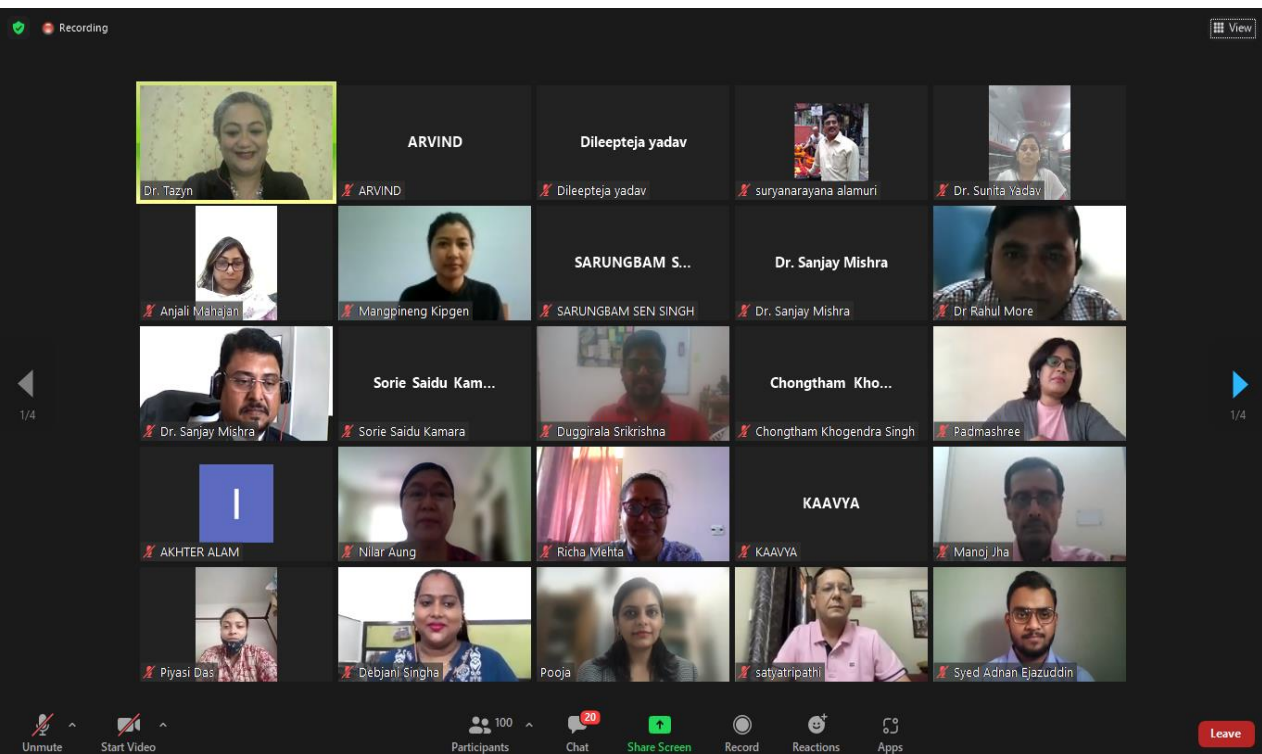 Recording
View
Dr. Tazyn
ARVIND
ARVIND
Dileepteja yadav
Dileepteja yadav
suryanarayana alamuri
Dr. Sunita Yadav
Anjali Mahajan
Mangpineng Kipgen
SARUNGBAM S...
SARUNGBAM SEN SINGH
Dr. Sanjay Mishra
Dr. Sanjay Mishra
Dr Rahul More
1/4
Dr. Sanjay Mishra
Sorie Saidu Kam...
Sorie Saidu Kamara
Duggirala Srikrishna
Chongtham Kho...
Chongtham Khogendra Singh
Padmashree
1/4
I
AKHTER ALAM
Nilar Aung
Richa Mehta
KAAVYA
KAAVYA
Manoj Jha
Piyasi Das
Debjani Singha
Pooja
satyatripathi
Syed Adnan Ejazuddin
Unmute
Start Video
100
Participants
20
Chat
Share Screen
Record
Reactions
Apps
Leave